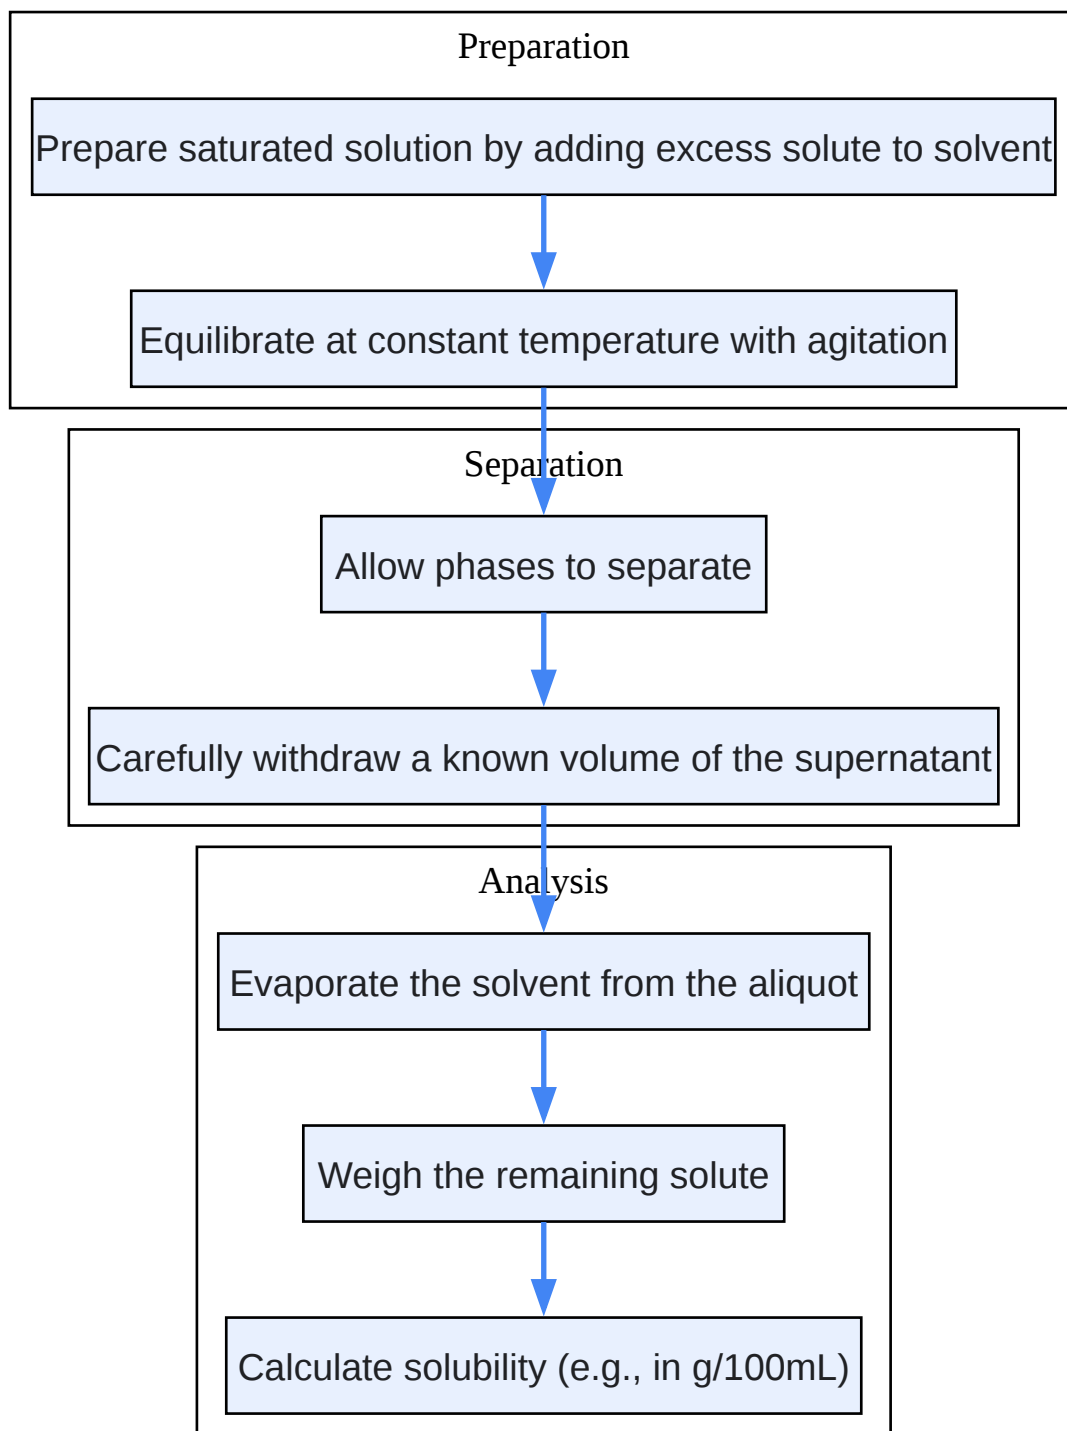 Preparation
Prepare saturated solution by adding excess solute to solvent
Equilibrate at constant temperature with agitation
Separation
Allow phases to separate
Carefully withdraw a known volume of the supernatant
Analysis
Evaporate the solvent from the aliquot
Weigh the remaining solute
Calculate solubility (e.g., in g/100mL)